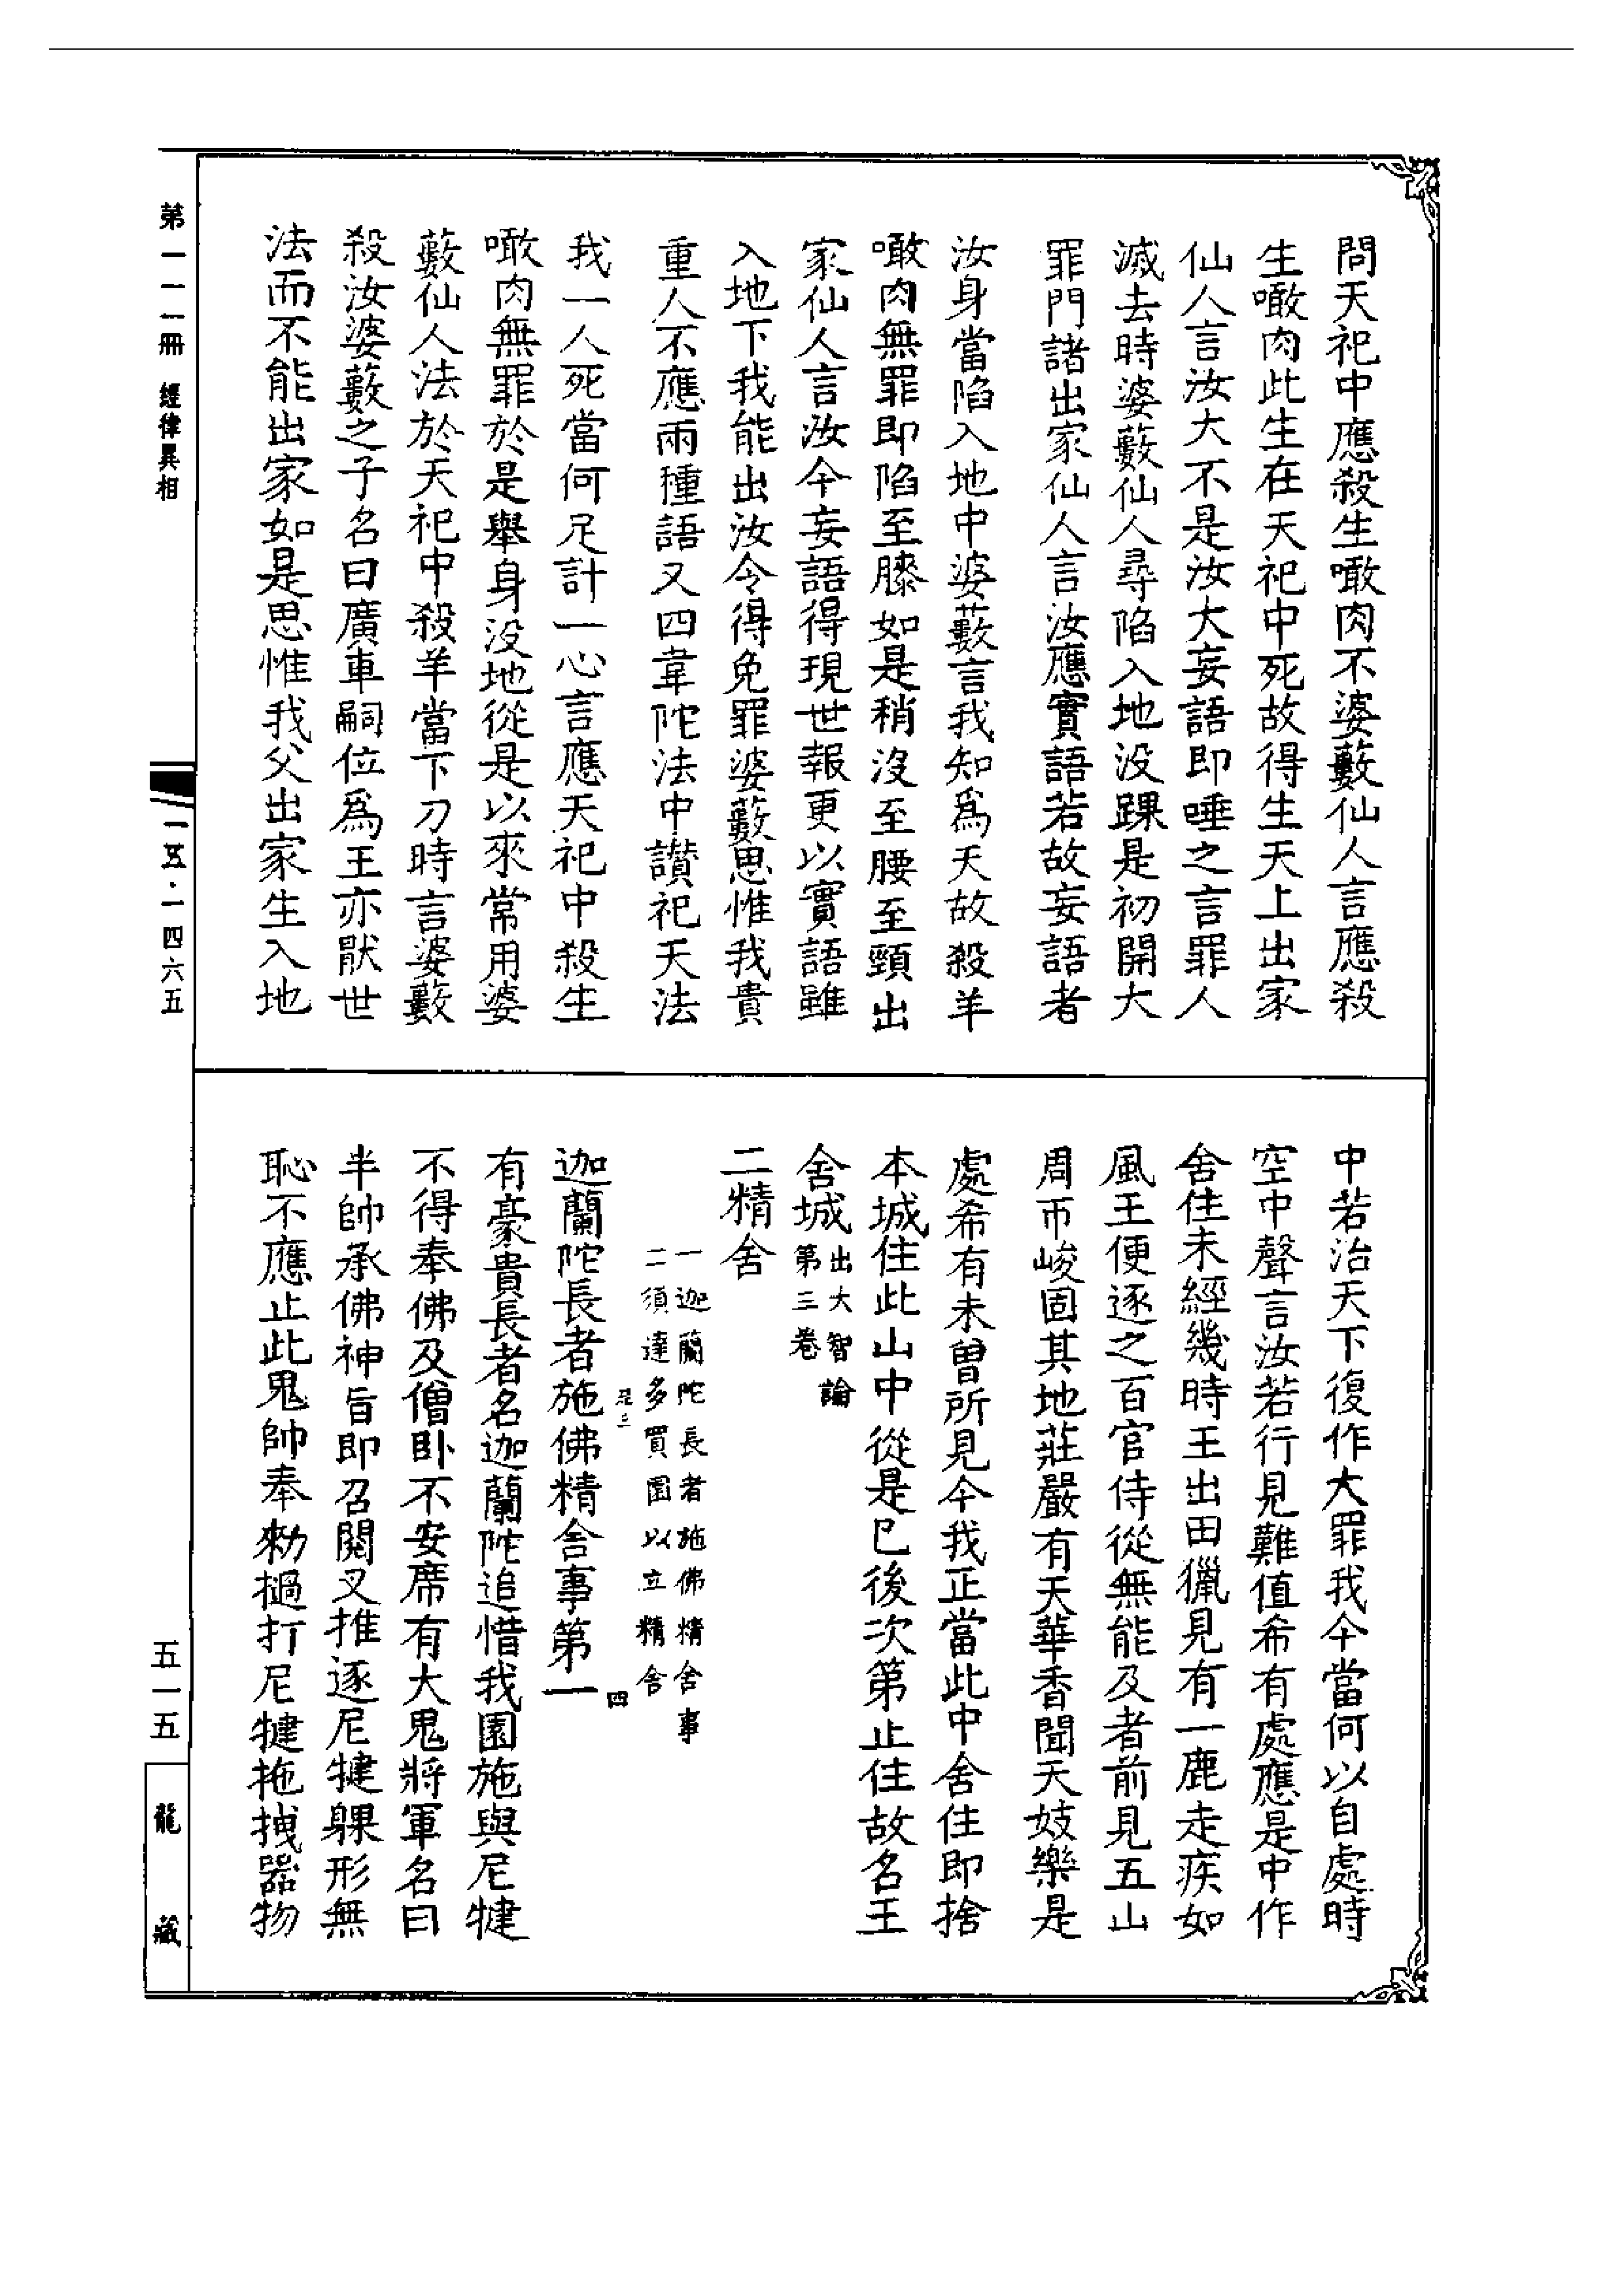 問天祀中應殺生噉肉不婆藪仙人言應殺
生噉肉此生在天祀中死故得生天上出家
仙人言汝大不是汝大妄語即唾之言罪人
滅去時婆藪仙人尋陷入地没踝是初開大
罪門諸出家仙人言汝應實語若故妄語者
汝身當陷入地中婆藪言我知爲天故殺羊
噉肉無罪即陷至膝如是稍没至腰至頸出
家仙人言汝今妄語得現世報更以實語雖
入地下我能出汝令得免罪婆藪思惟我貴
重人不應兩種語又四韋陀法中讃祀天法
我一人死當何足計一心言應天祀中殺生
噉肉無罪於是舉身没地從是以來常用婆
藪仙人法於天祀中殺羊當下刀時言婆藪
殺汝婆藪之子名曰廣車嗣位爲王亦猒世
法而不能出家如是思惟我父出家生入地
中若治天下復作大罪我今當何以自處時
空中聲言汝若行見難值希有處應是中作
舍住未經幾時王出田獵見有一鹿走疾如
風王便逐之百官侍從無能及者前見五山
周帀峻固其地莊嚴有天華香聞天妓樂是
處希有未曾所見今我正當此中舍住即捨
本城住此山中從是已後次第止住故名王
舍城出大智論
第三卷
二精舍
一迦蘭陀長者施佛精舍事
二須達多買園以立精舍
四
迦蘭陀長者施佛精舍事第一
有豪貴長者名迦蘭陀追惜我園施與尼犍
不得奉佛及僧卧不安席有大鬼將軍名曰
半帥承佛神旨即召閱叉推逐尼犍躶形無
恥不應止此鬼帥奉勑撾打尼犍拖拽器物
第一一一冊 經律異相
一五·一四六五
五一五
龍藏